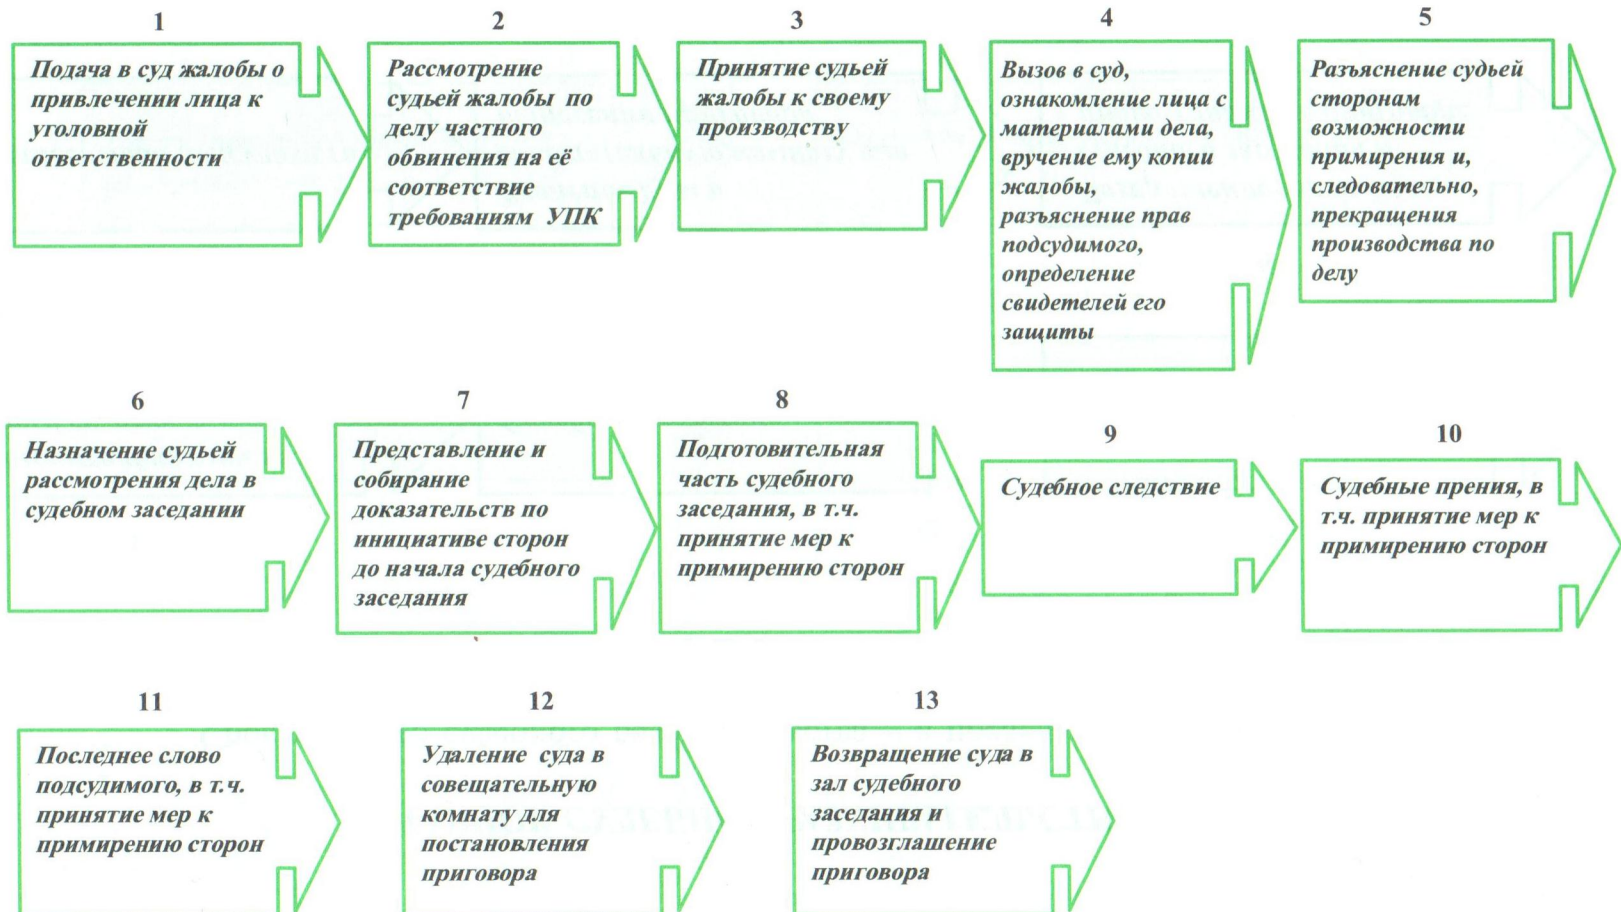 1
Подача в суд жалобы о
привлечении лица к
уголовной
ответственности
2
Рассмотрение
судьей жалобы по
делу частного
обвинения на её
соответствие
требованиям УПК
3
Принятие судьей
жалобы к своему
производству
4
Вызов в суд,
ознакомление лица с
материалами дела,
вручение ему копии
жалобы,
разъяснение прав
подсудимого,
определение
свидетелей его
защиты
5
Разъяснение судьей
сторонам
возможности
примирения и,
следовательно,
прекращения
производства по
делу
6
Назначение судьей
рассмотрения дела в
судебном заседании
7
Представление и
собирание
доказательств по
инициативе сторон
до начала судебного
заседания
8
Подготовительная
часть судебного
заседания, в т.ч.
принятие мер к
примирению сторон
9
Судебное следствие
10
Судебные прения, в
т.ч. принятие мер к
примирению сторон
11
Последнее слово
подсудимого, в т.ч.
принятие мер к
примирению сторон
12
Удаление суда в
совещательную
комнату для
постановления
приговора
13
Возвращение суда в
зал судебного
заседания и
провозглашение
приговора